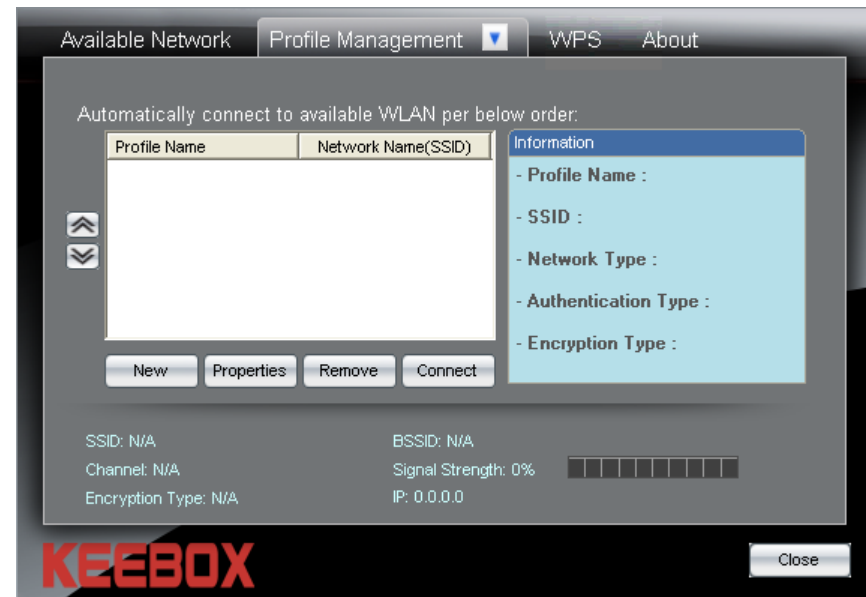 Available Network Profile Management WPS About
Automatically connect to available WLAN per below order:
Profile Name Network Name(SSID)
Information
- Profile Name :
- SSID :
- Network Type :
- Authentication Type :
- Encryption Type :
New Properties Remove Connect
SSID: N/A BSSID: N/A
Channel: N/A Signal Strength: 0%
Encryption Type: N/A IP: 0.0.0.0
KEEBOX
Close